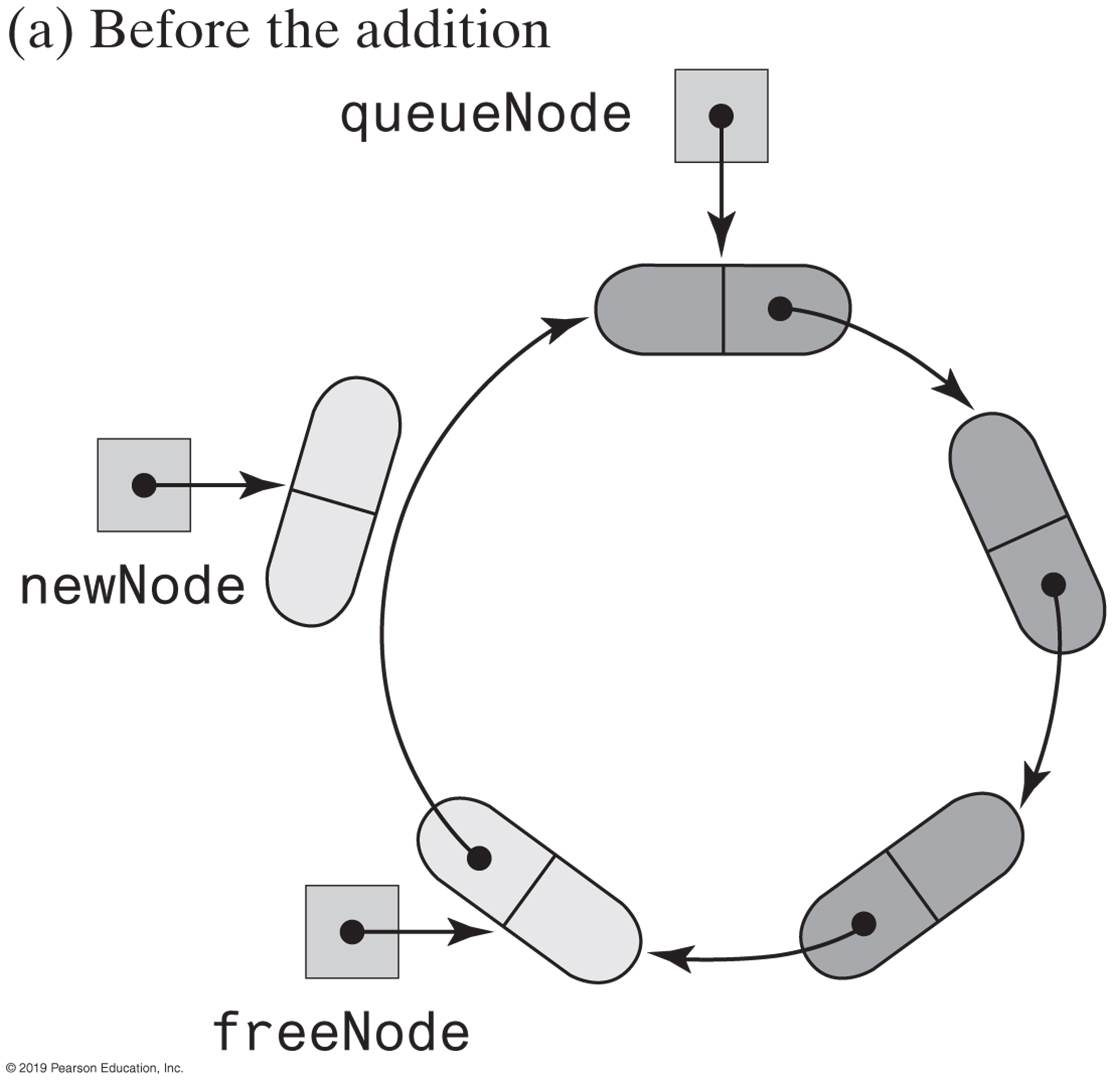 (a) Before the addition
queueNode
newNode
freeNode
© 2019 Pearson Education, Inc.